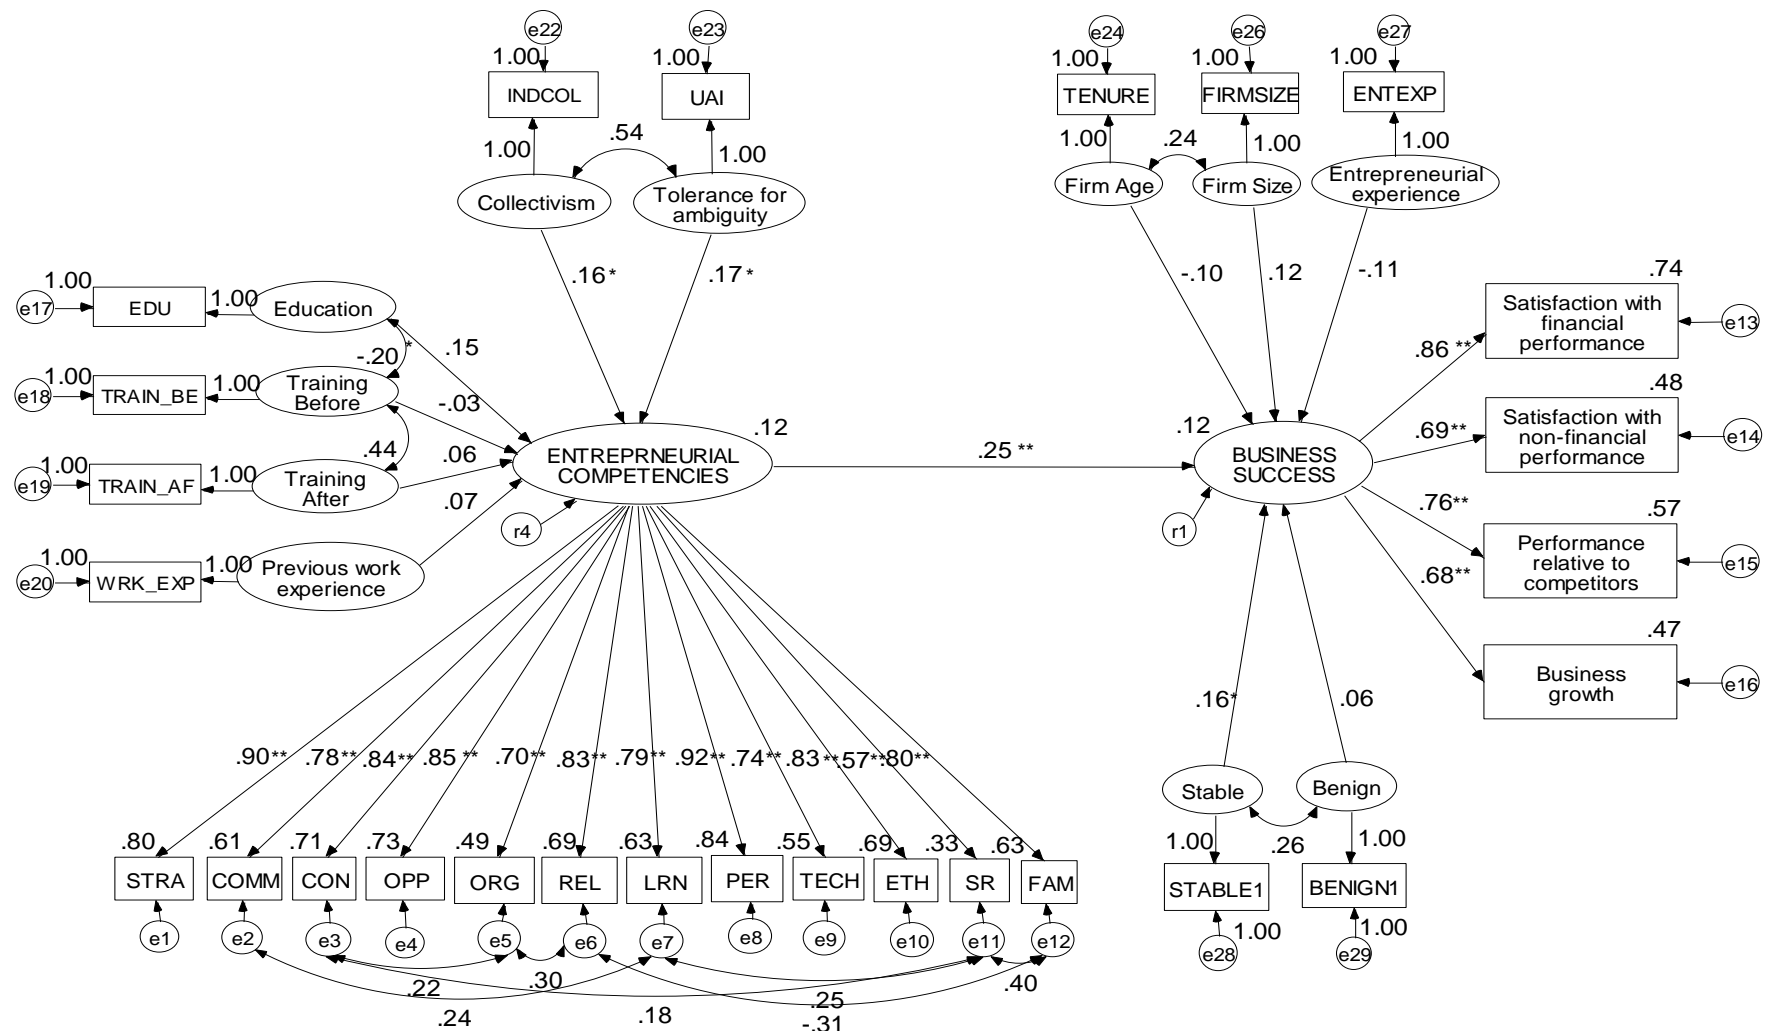 e22
e23
e24
e26
e27
1.00
1.00
1.00
1.00
1.00
INDCOL
UAI
TENURE
FIRMSIZE
ENTEXP
.54
.24
1.00
1.00
1.00
1.00
1.00
Collectivism
Tolerance for
ambiguity
Firm Age
Firm Size
Entrepreneurial
experience
.16*
.17*
-.10
.12
-.11
1.00
e17
EDU
1.00
Education
-.20*
.15
1.00
e18
TRAIN_BE
1.00
Training
Before
-.03
.44
1.00
e19
TRAIN_AF
1.00
Training
After
.06
1.00
e20
WRK_EXP
1.00
Previous work
experience
.07
ENTREPRNEURIAL
COMPETENCIES
.12
r4
.25 **
.12
BUSINESS
SUCCESS
r1
.86 **
.74
Satisfaction with
financial
performance
e13
.69**
.48
Satisfaction with
non-financial
performance
e14
.76**
.57
Performance
relative to
competitors
e15
.68**
.47
Business
growth
e16
.16*
.06
Stable
Benign
1.00
.26
1.00
STABLE1
BENIGN1
1.00
1.00
e28
e29
.90** .78** .84** .85 ** .70** .83** .79** .92** .74** .83** .57** .80**
.80 .61 .71 .73 .49 .69 .63 .84 .55 .69 .33 .63
STRA COMM CON OPP ORG REL LRN PER TECH ETH SR FAM
e1 e2 e3 e4 e5 e6 e7 e8 e9 e10 e11 e12
.22 .30 .25 .40
.24 .18 -.31